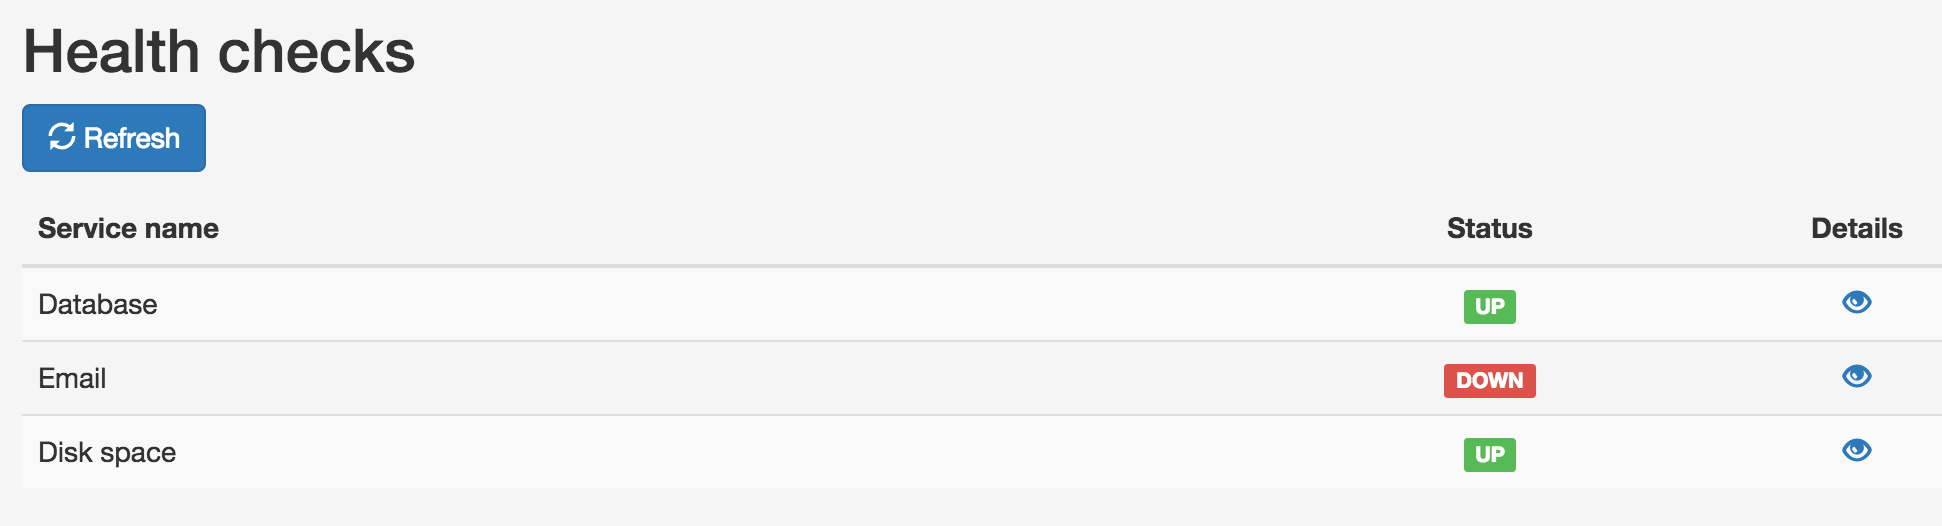 Health checks
Refresh
Service name Status Details
Database UP
Email DOWN
Disk space UP